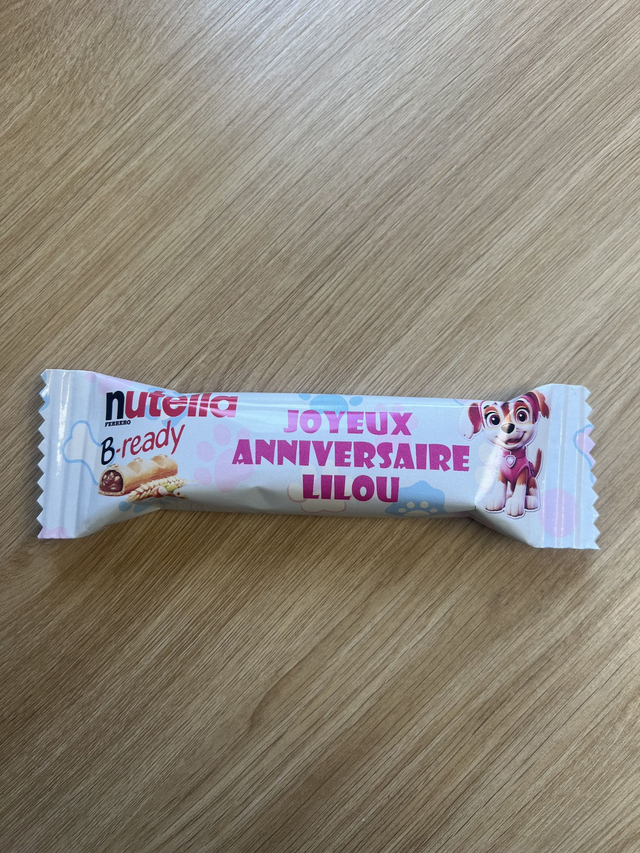 nutella
FERRERO
B-ready
JOYEUX
ANNIVERSAIRE
LILOU